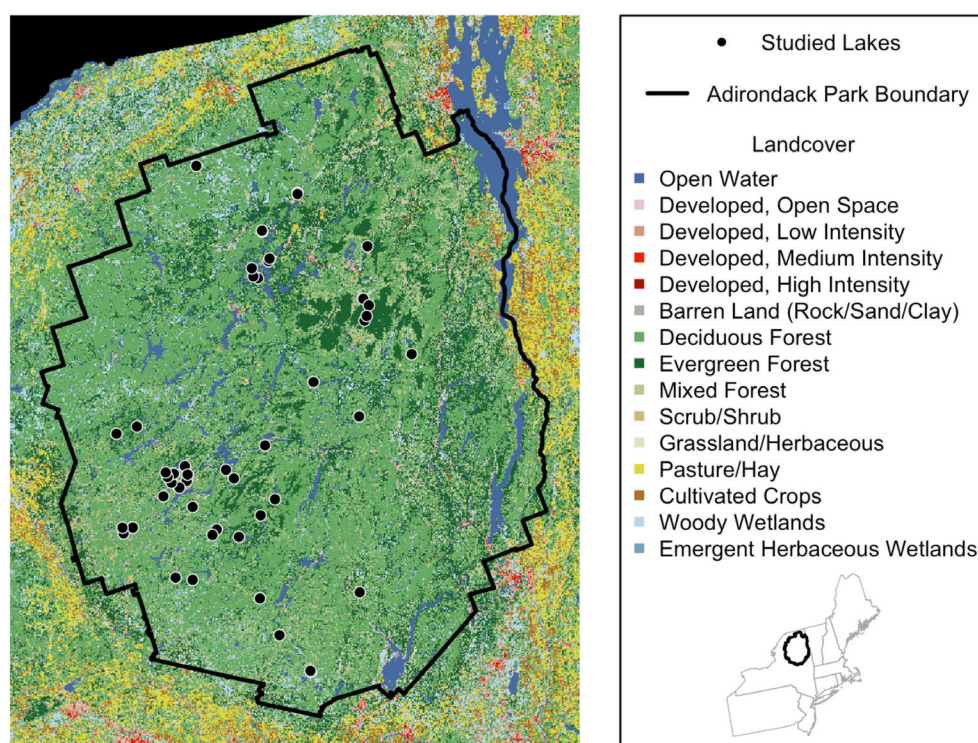 Studied Lakes
Adirondack Park Boundary
Landcover
Open Water
Developed, Open Space
Developed, Low Intensity
Developed, Medium Intensity
Developed, High Intensity
Barren Land (Rock/Sand/Clay)
Deciduous Forest
Evergreen Forest
Mixed Forest
Scrub/Shrub
Grassland/Herbaceous
Pasture/Hay
Cultivated Crops
Woody Wetlands
Emergent Herbaceous Wetlands